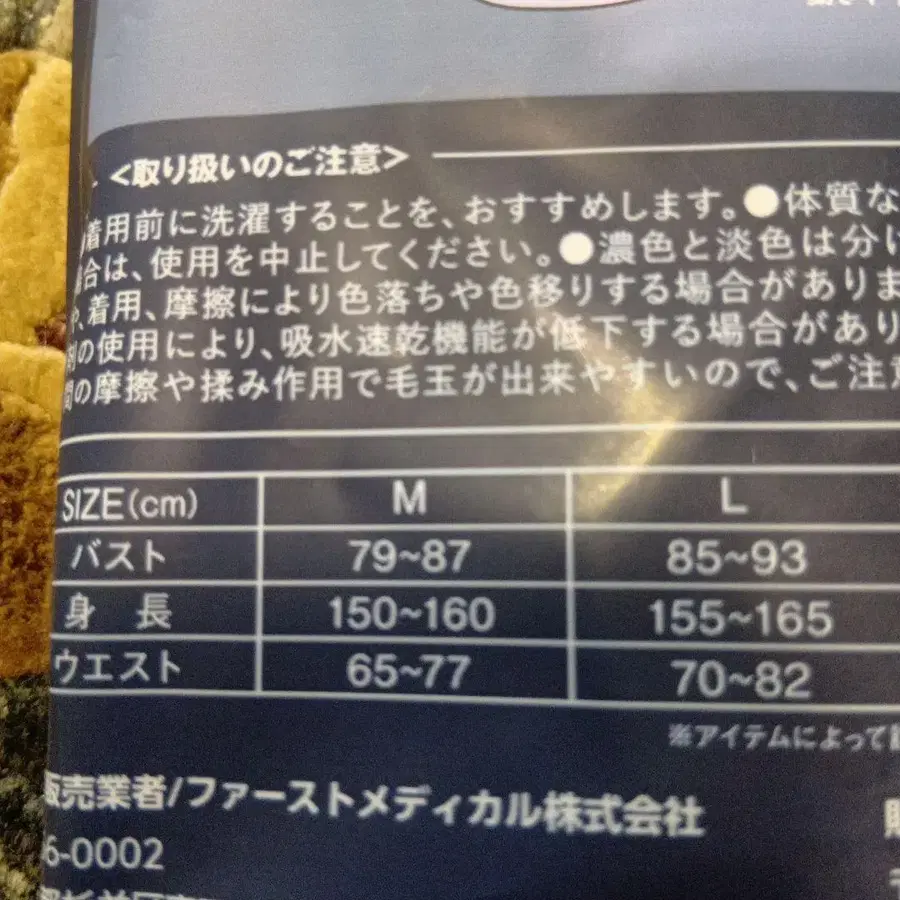 <取り扱いのご注意>
着用前に洗濯することを、おすすめします。●体質な
場合は、使用を中止してください。●濃色と淡色は分け
や、着用、摩擦により色落ちや色移りする場合がありま
剤の使用により、吸水速乾機能が低下する場合があり
間の摩擦や揉み作用で毛玉が出来やすいので、ご注意
SIZE(cm) M L
バスト 79~87 85~93
身 長 150~160 155~165
ウエスト 65~77 70~82
※アイテムによって
販売業者/ファーストメディカル株式会社
6-0002